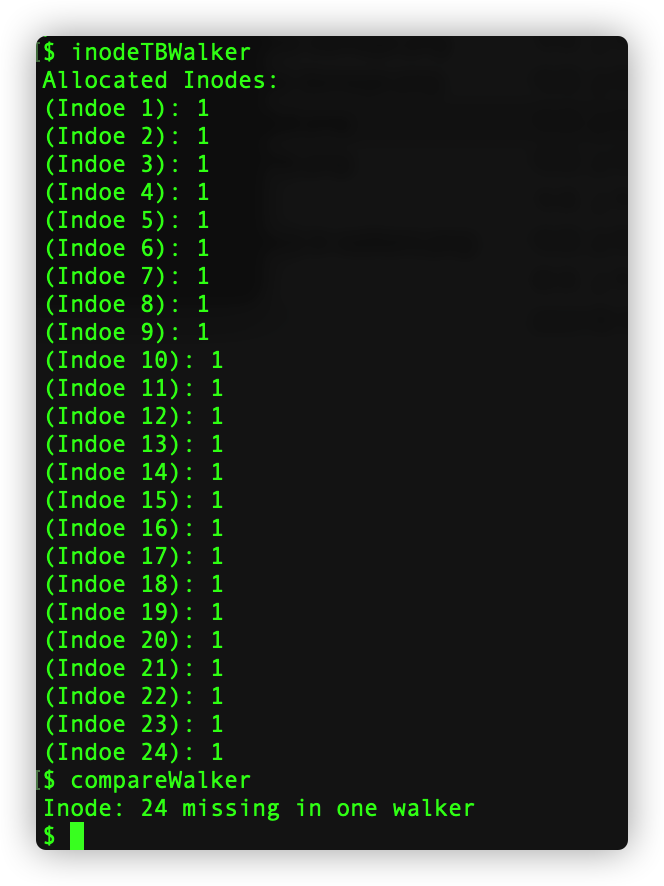 $ inodeTBWalker
Allocated Inodes:
(Indoe 1): 1
(Indoe 2): 1
(Indoe 3): 1
(Indoe 4): 1
(Indoe 5): 1
(Indoe 6): 1
(Indoe 7): 1
(Indoe 8): 1
(Indoe 9): 1
(Indoe 10): 1
(Indoe 11): 1
(Indoe 12): 1
(Indoe 13): 1
(Indoe 14): 1
(Indoe 15): 1
(Indoe 16): 1
(Indoe 17): 1
(Indoe 18): 1
(Indoe 19): 1
(Indoe 20): 1
(Indoe 21): 1
(Indoe 22): 1
(Indoe 23): 1
(Indoe 24): 1
$ compareWalker
Inode: 24 missing in one walker
$